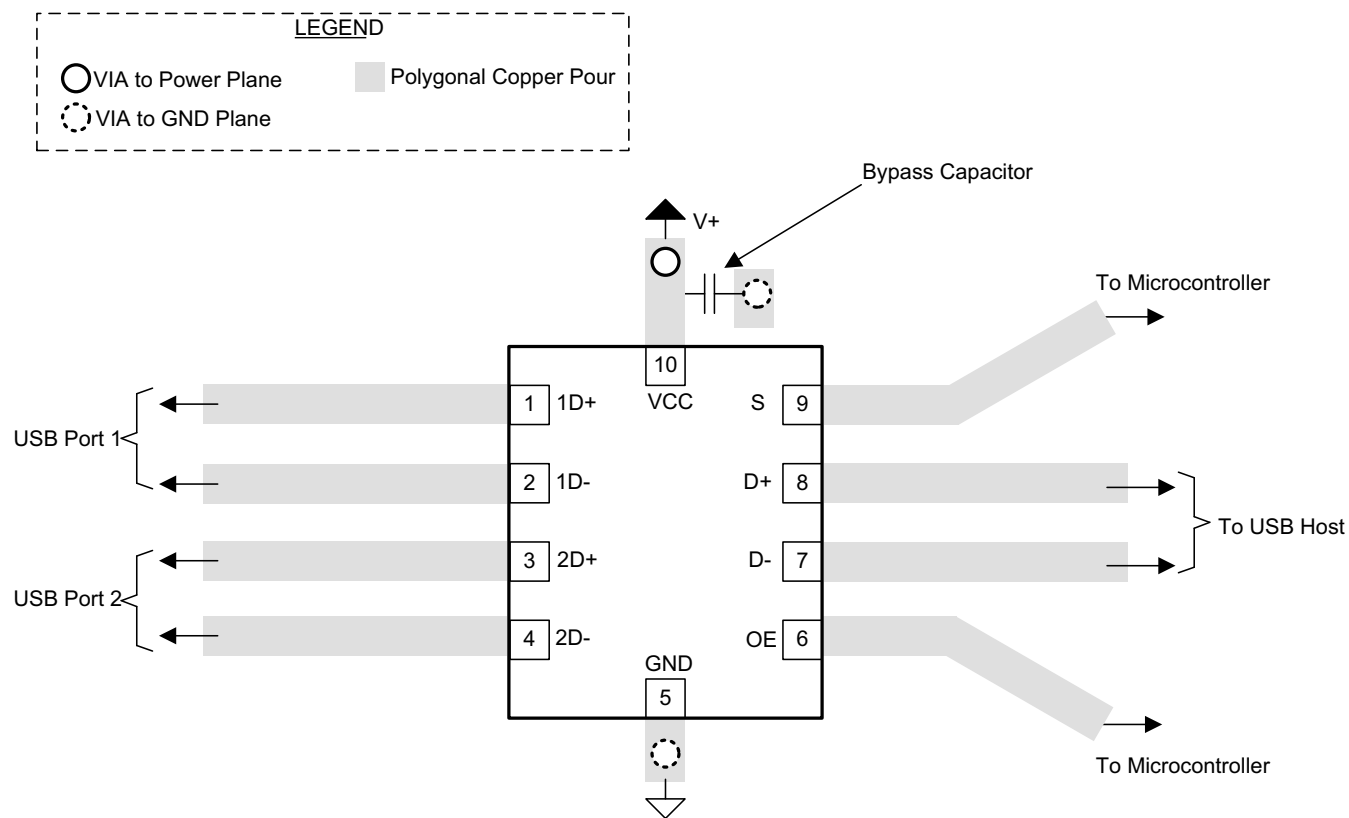 LEGEND
VIA to Power Plane
Polygonal Copper Pour
VIA to GND Plane
Bypass Capacitor
V+
To Microcontroller
10
VCC
1 1D+
S 9
USB Port 1
2 1D-
D+ 8
To USB Host
3 2D+
D- 7
USB Port 2
4 2D-
OE 6
GND
5
To Microcontroller